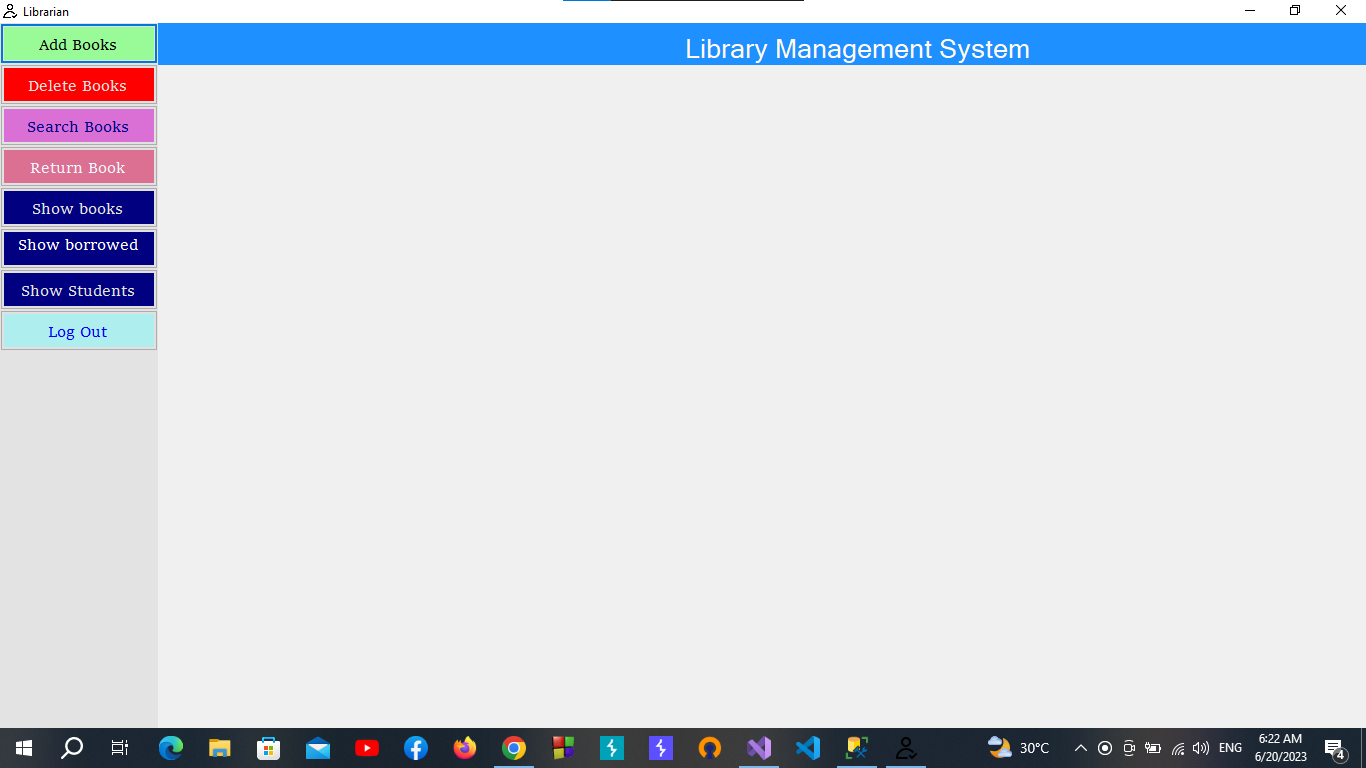 Librarian
Add Books
Library Management System
Delete Books
Search Books
Return Book
Show books
Show borrowed
Show Students
Log Out
30°C
ENG
6:22 AM
6/20/2023
4